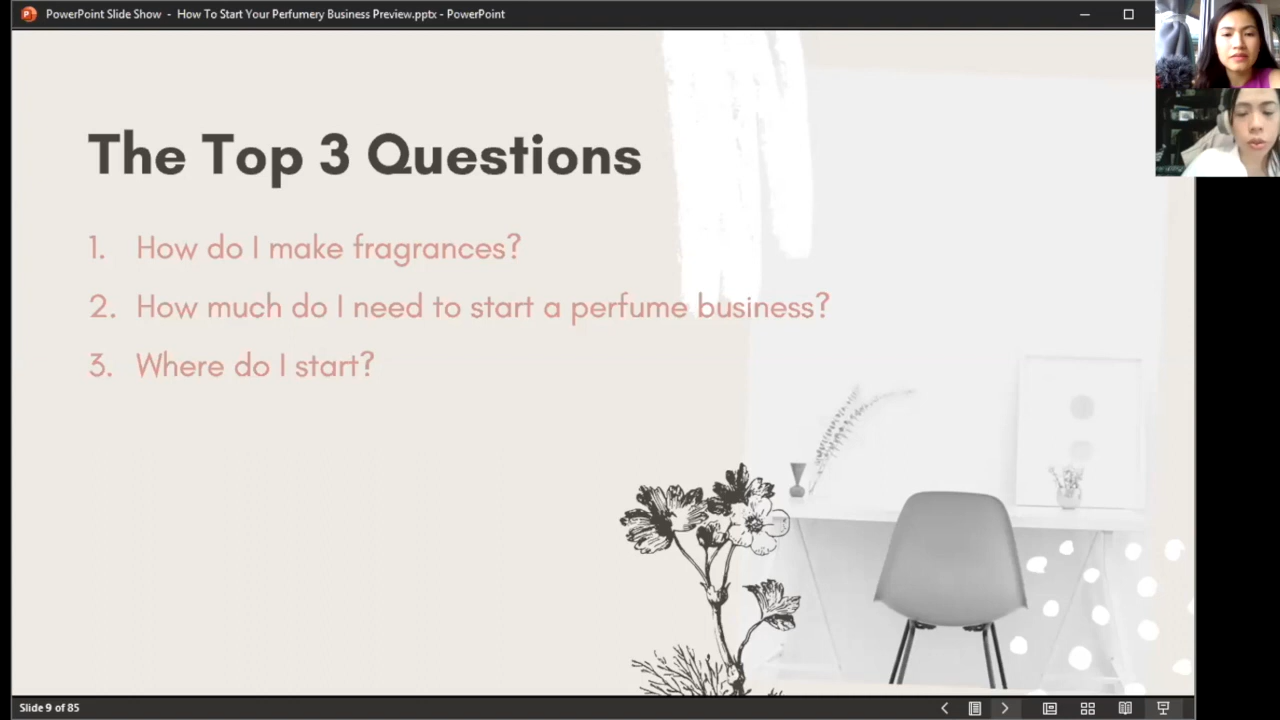 PowerPoint Slide Show - How To Start Your Perfumery Business Preview.pptx - PowerPoint
The Top 3 Questions
1. How do I make fragrances?
2. How much do I need to start a perfume business?
3. Where do I start?
Slide 9 of 85